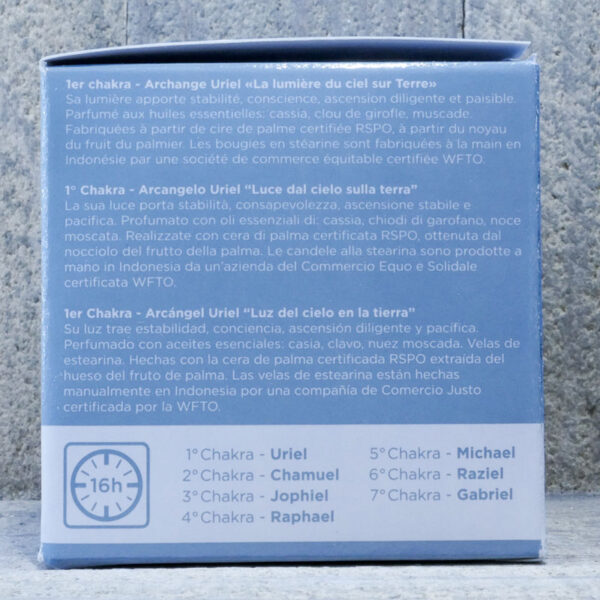 1er chakra - Archange Uriel «La lumière du ciel sur Terre»
Sa lumière apporte stabilité, conscience, ascension diligente et paisible.
Parfumé aux huiles essentielles: cassia, clou de girofle, muscade.
Fabriquées à partir de cire de palme certifiée RSPO, à partir du noyau
du fruit du palmier. Les bougies en stéarine sont fabriquées à la main en
Indonésie par une société de commerce équitable certifiée WFTO.
1° Chakra - Arcangelo Uriel “Luce dal cielo sulla terra”
La sua luce porta stabilità, consapevolezza, ascensione stabile e
pacifica. Profumato con oli essenziali di: cassia, chiodi di garofano, noce
moscata. Realizzate con cera di palma certificata RSPO, ottenuta dal
nocciolo del frutto della palma. Le candele alla stearina sono prodotte a
mano in Indonesia da un'azienda del Commercio Equo e Solidale
certificata WFTO.
1er Chakra - Arcángel Uriel “Luz del cielo en la tierra”
Su luz trae estabilidad, conciencia, ascensión diligente y pacífica.
Perfumado con aceites esenciales: casia, clavo, nuez moscada. Velas de
estearina. Hechas con la cera de palma certificada RSPO extraída del
hueso del fruto de palma. Las velas de estearina están hechas
manualmente en Indonesia por una compañía de Comercio Justo
certificada por la WFTO.
16h
1° Chakra - Uriel
2° Chakra - Chamuel
3° Chakra - Jophiel
4° Chakra - Raphael
5° Chakra - Michael
6° Chakra - Raziel
7° Chakra - Gabriel